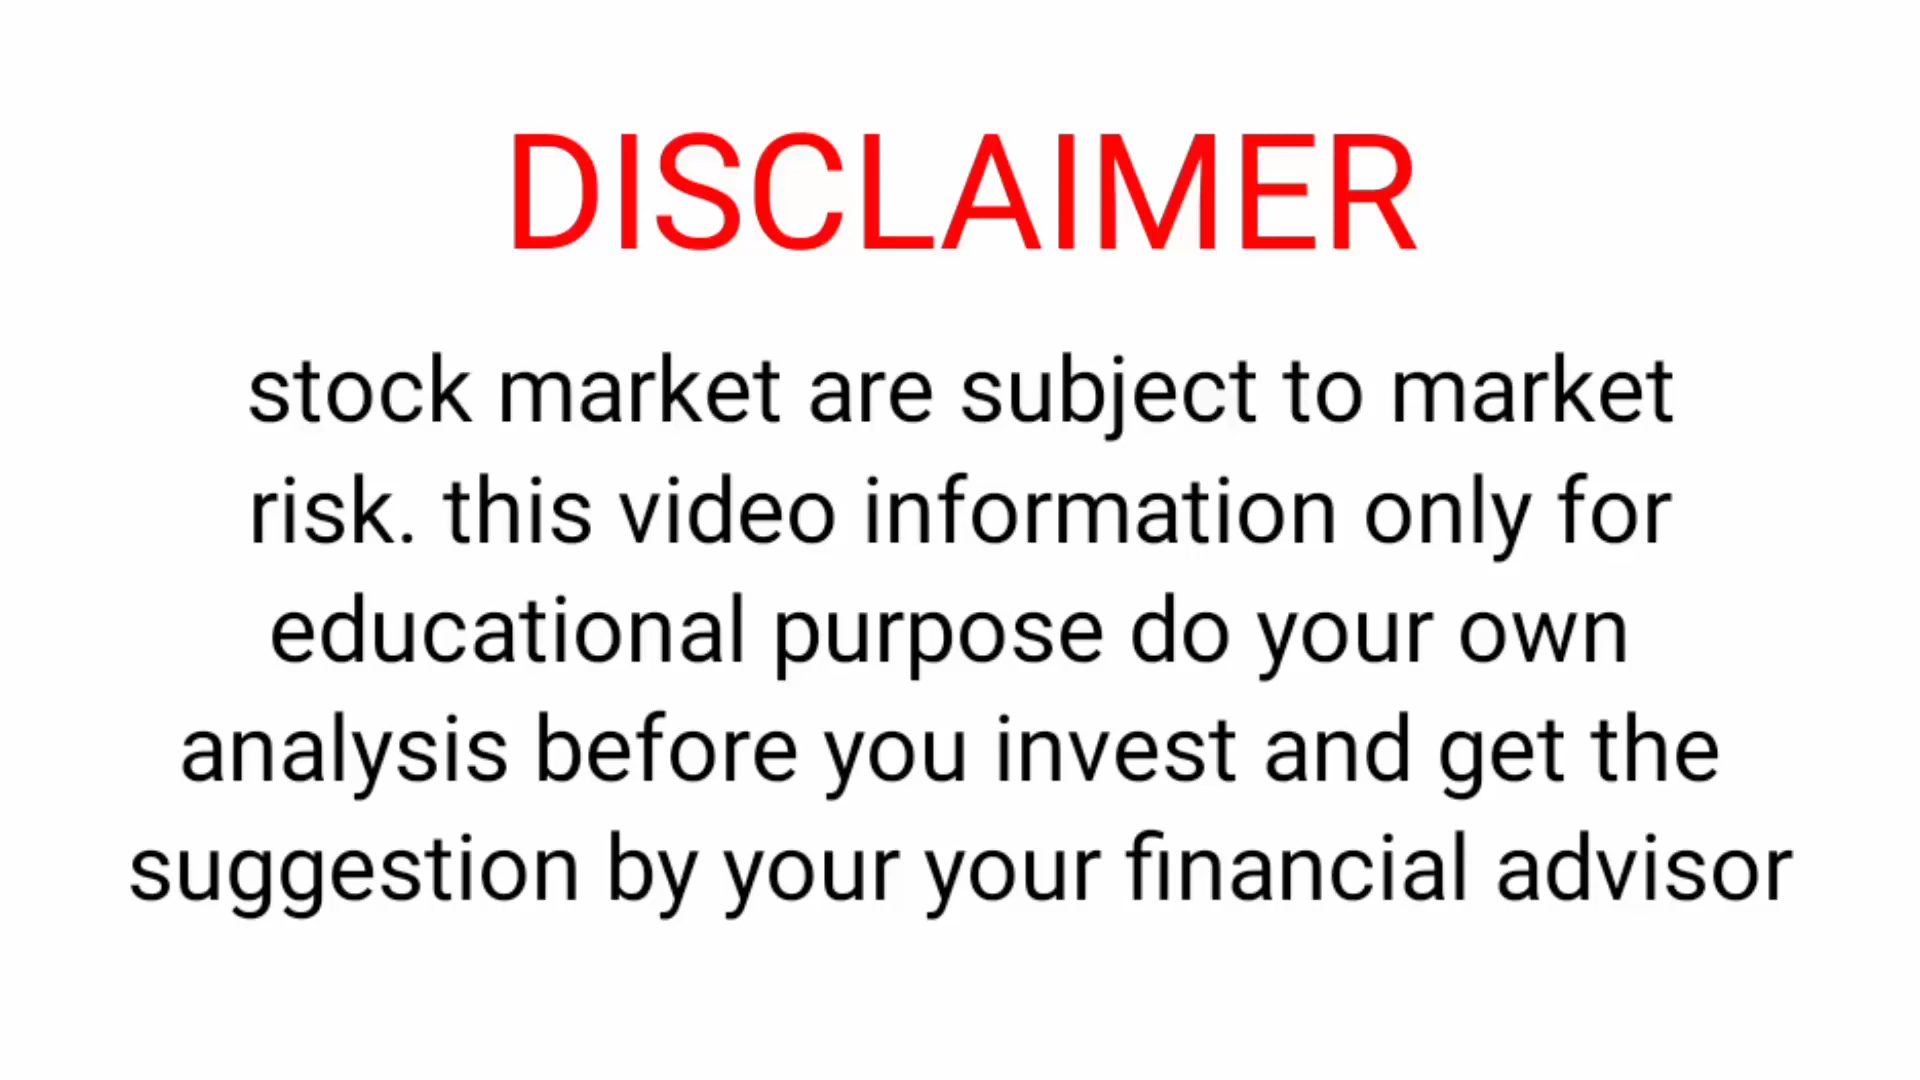 DISCLAIMER
stock market are subject to market
risk. this video information only for
educational purpose do your own
analysis before you invest and get the
suggestion by your your financial advisor